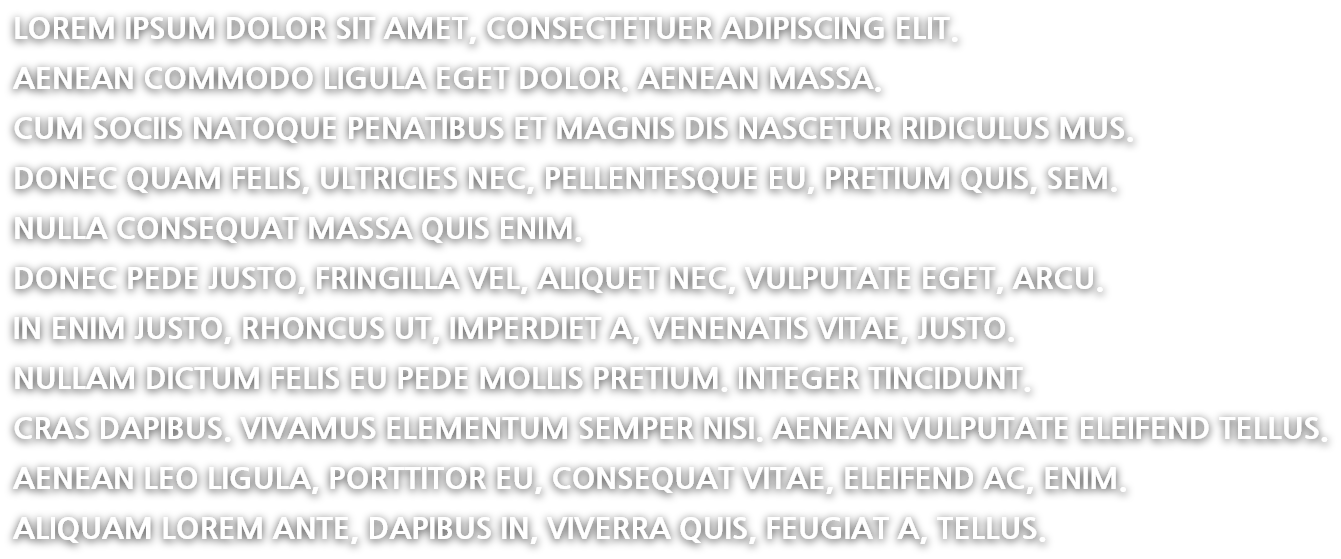 LOREM IPSUM DOLOR SIT AMET, CONSECTETUER ADIPISCING ELIT.
AENEAN COMMODO LIGULA EGET DOLOR. AENEAN MASSA.
CUM SOCIIS NATOQUE PENATIBUS ET MAGNIS DIS NASCETUR RIDICULUS MUS.
DONEC QUAM FELIS, ULTRICIES NEC, PELLENTESQUE EU, PRETIUM QUIS, SEM.
NULLA CONSEQUAT MASSA QUIS ENIM.
DONEC PEDE JUSTO, FRINGILLA VEL, ALIQUET NEC, VULPUTATE EGET, ARCU.
IN ENIM JUSTO, RHONCUS UT, IMPERDIET A, VENENATIS VITAE, JUSTO.
NULLAM DICTUM FELIS EU PEDE MOLLIS PRETIUM. INTEGER TINCIDUNT.
CRAS DAPIBUS. VIVAMUS ELEMENTUM SEMPER NISI. AENEAN VULPUTATE ELEIFEND TELLUS.
AENEAN LEO LIGULA, PORTTITOR EU, CONSEQUAT VITAE, ELEIFEND AC, ENIM.
ALIQUAM LOREM ANTE, DAPIBUS IN, VIVERRA QUIS, FEUGIAT A, TELLUS.